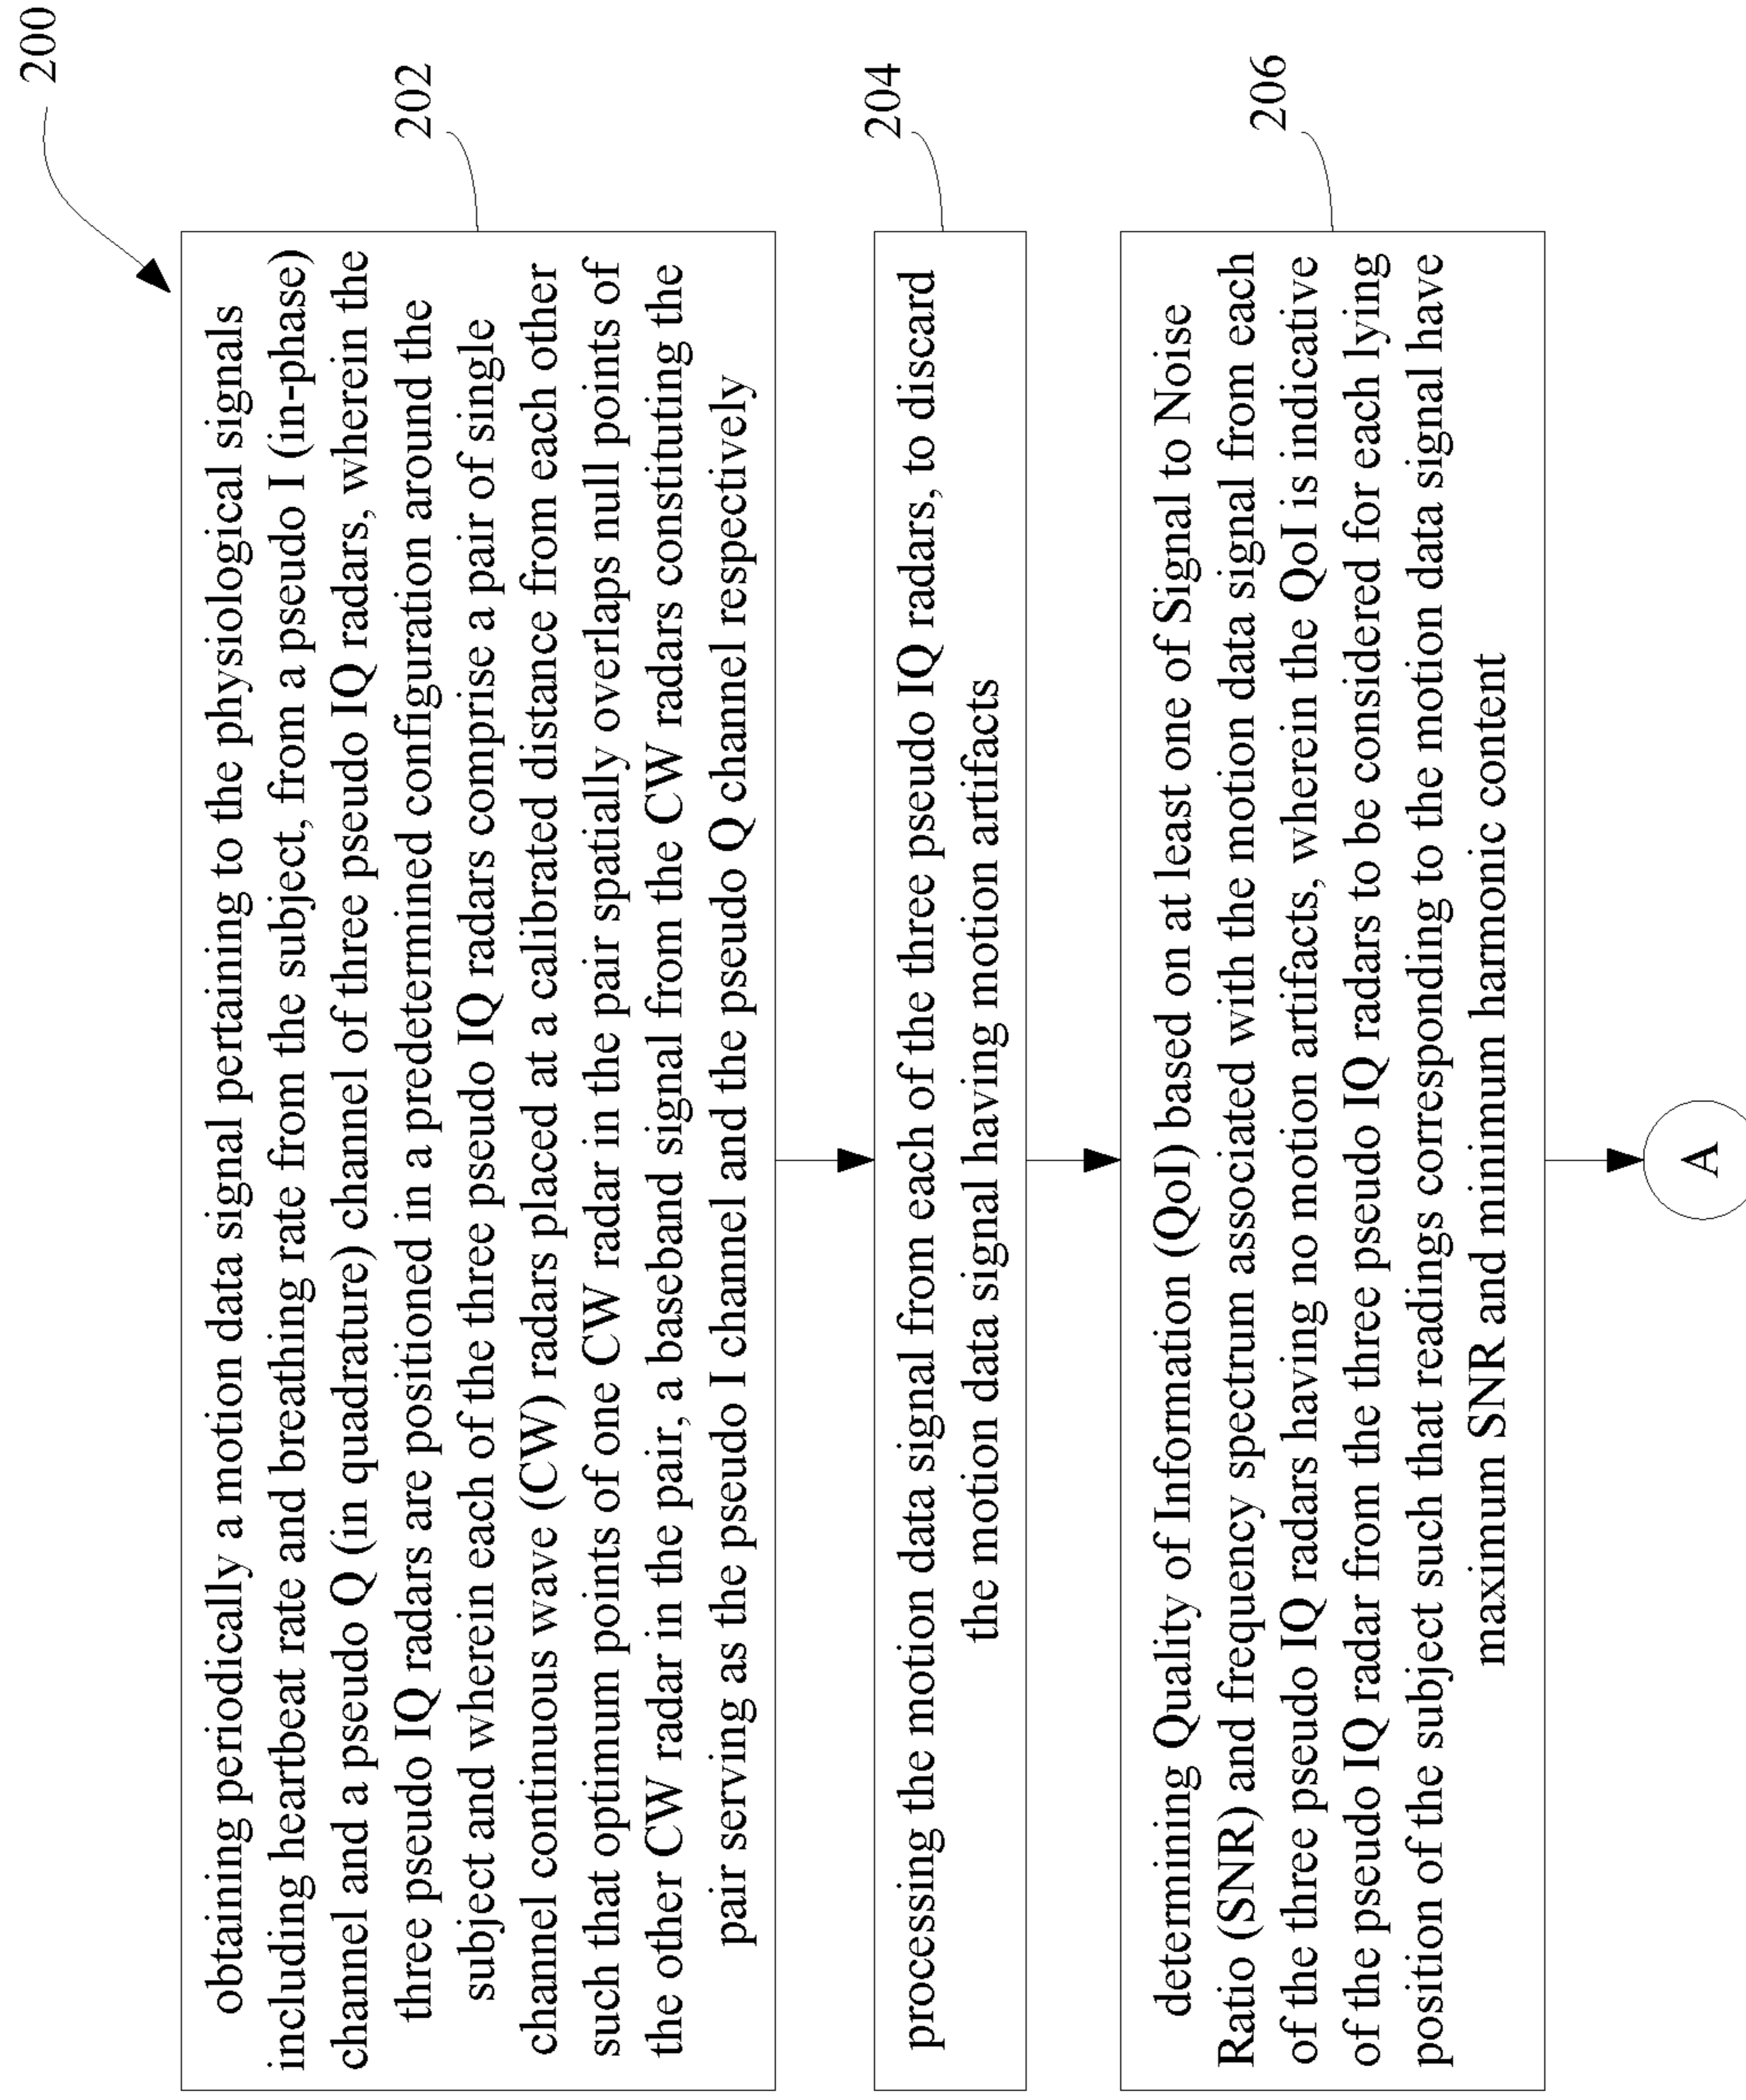 200
obtaining periodically a motion data signal pertaining to the physiological signals
including heartbeat rate and breathing rate from the subject, from a pseudo I (in-phase)
channel and a pseudo Q (in quadrature) channel of three pseudo IQ radars, wherein the
three pseudo IQ radars are positioned in a predetermined configuration around the
subject and wherein each of the three pseudo IQ radars comprise a pair of single
channel continuous wave (CW) radars placed at a calibrated distance from each other
such that optimum points of one CW radar in the pair spatially overlaps null points of
the other CW radar in the pair, a baseband signal from the CW radars constituting the
pair serving as the pseudo I channel and the pseudo Q channel respectively
202
processing the motion data signal from each of the three pseudo IQ radars, to discard
the motion data signal having motion artifacts
204
determining Quality of Information (QoI) based on at least one of Signal to Noise
Ratio (SNR) and frequency spectrum associated with the motion data signal from each
of the three pseudo IQ radars having no motion artifacts, wherein the QoI is indicative
of the pseudo IQ radar from the three pseudo IQ radars to be considered for each lying
position of the subject such that readings corresponding to the motion data signal have
maximum SNR and minimum harmonic content
206
A